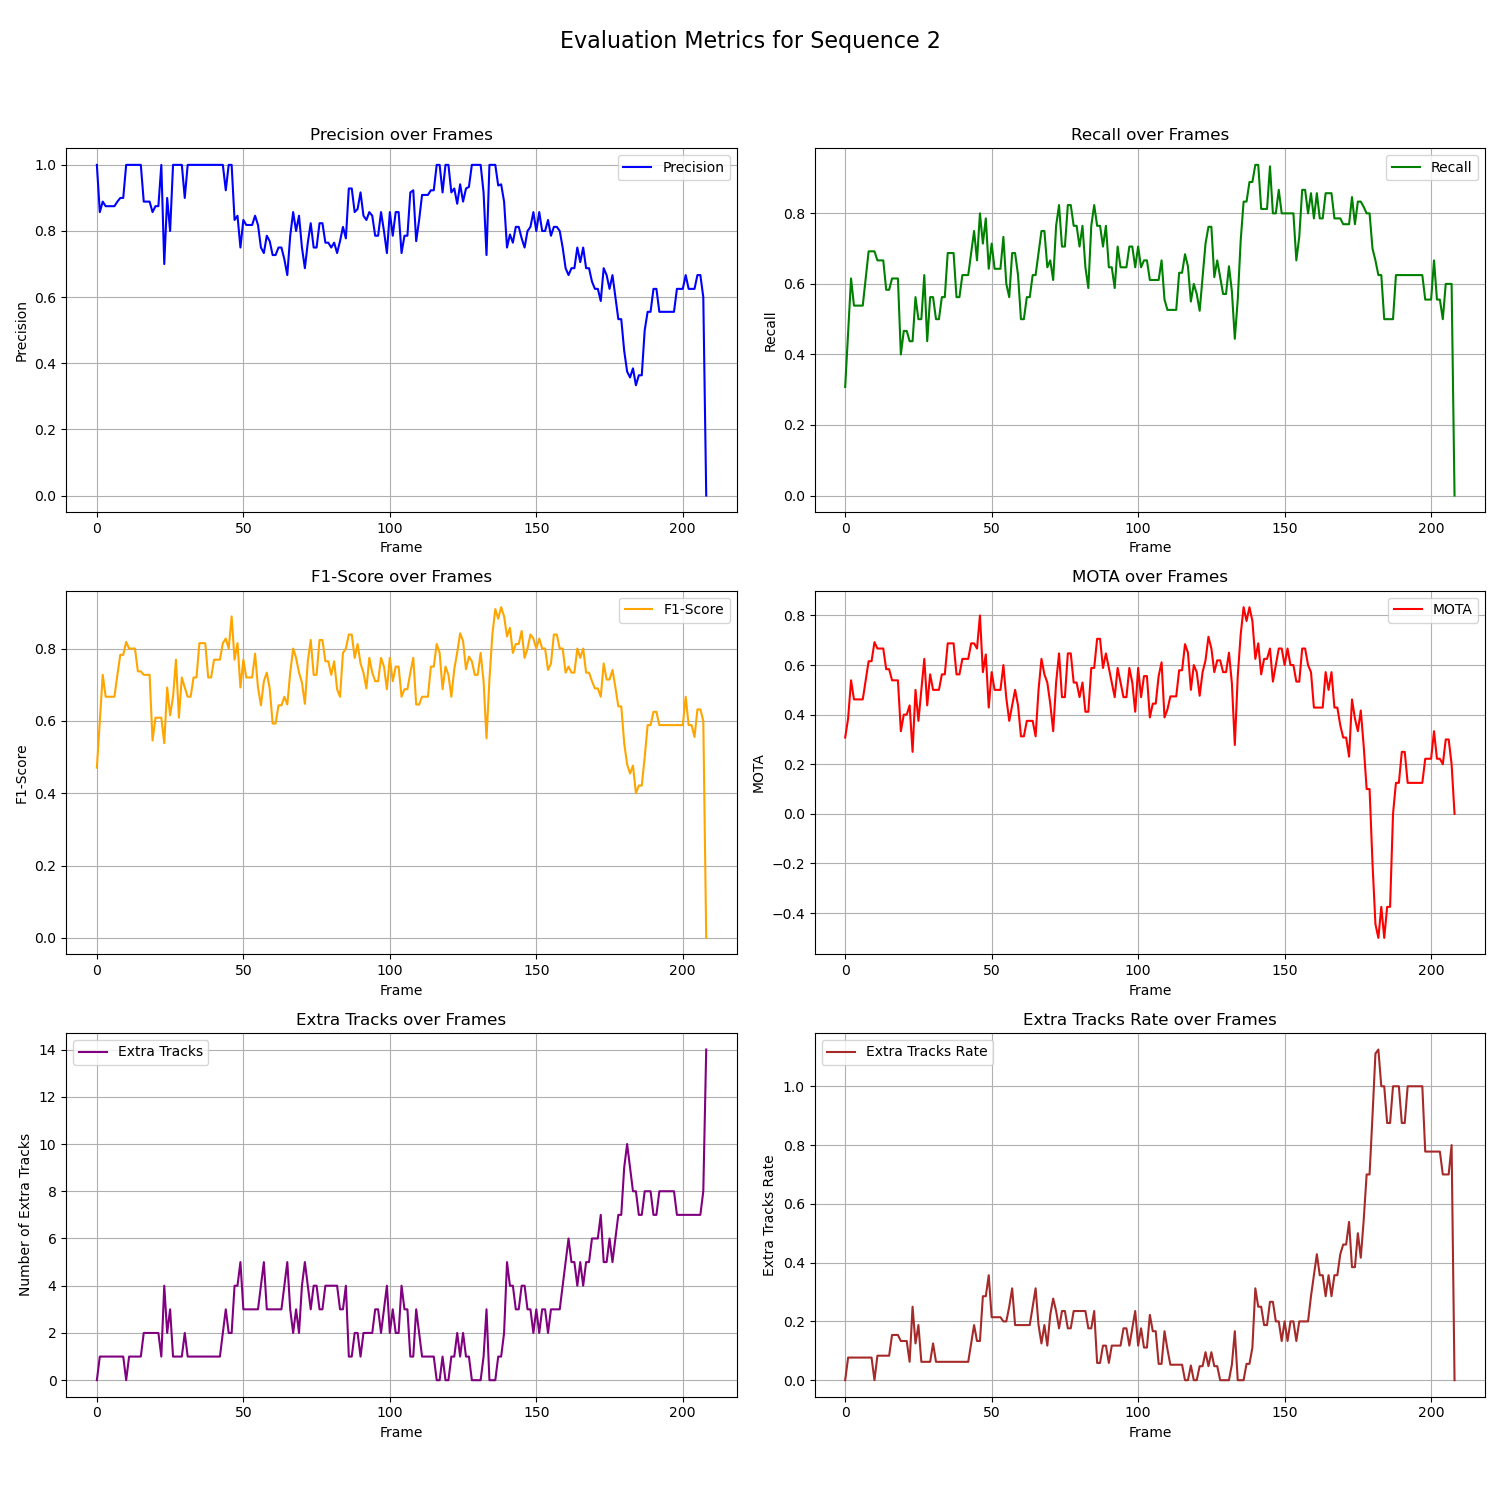 Evaluation Metrics for Sequence 2
Precision over Frames
Precision
1.0
0.8
0.6
0.4
0.2
0.0
Precision
0
50
100
150
200
Frame
Recall over Frames
Recall
0.8
0.6
0.4
0.2
0.0
Recall
0
50
100
150
200
Frame
F1-Score over Frames
F1-Score
0.8
0.6
0.4
0.2
0.0
F1-Score
0
50
100
150
200
Frame
MOTA over Frames
MOTA
0.8
0.6
0.4
0.2
0.0
−0.2
−0.4
MOTA
0
50
100
150
200
Frame
Extra Tracks over Frames
Extra Tracks
14
12
10
8
6
4
2
0
Number of Extra Tracks
0
50
100
150
200
Frame
Extra Tracks Rate over Frames
Extra Tracks Rate
1.0
0.8
0.6
0.4
0.2
0.0
Extra Tracks Rate
0
50
100
150
200
Frame